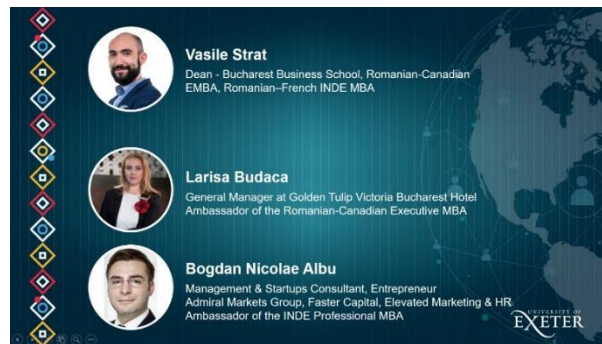 Vasile Strat
Dean - Bucharest Business School, Romanian-Canadian
EMBA, Romanian–French INDE MBA
Larisa Budaca
General Manager at Golden Tulip Victoria Bucharest Hotel
Ambassador of the Romanian-Canadian Executive MBA
Bogdan Nicolae Albu
Management & Startups Consultant, Entrepreneur
Admiral Markets Group, Faster Capital, Elevated Marketing & HR
Ambassador of the INDE Professional MBA
UNIVERSITY OF
EXETER